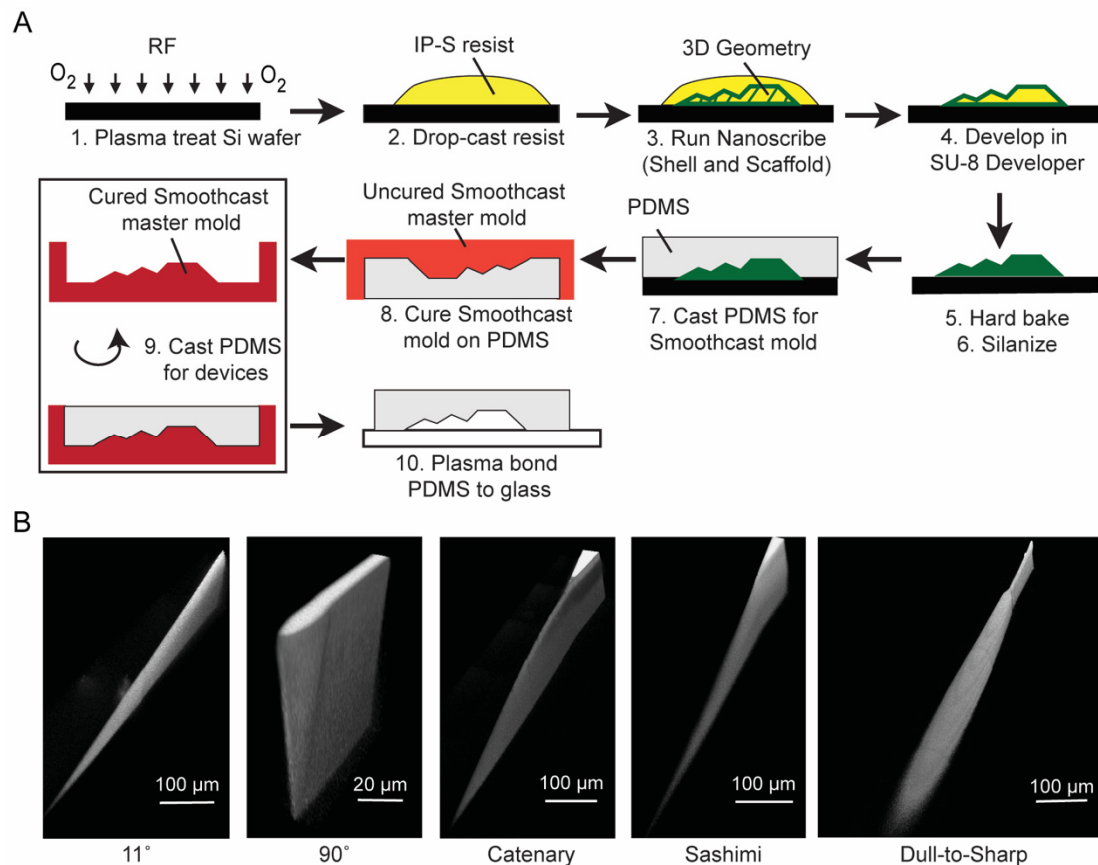 A
RF
O2 O2
1. Plasma treat Si wafer
IP-S resist
2. Drop-cast resist
3D Geometry
3. Run Nanoscribe
(Shell and Scaffold)
4. Develop in
SU-8 Developer
5. Hard bake
6. Silanize
PDMS
7. Cast PDMS for
Smoothcast mold
Uncured Smoothcast
master mold
8. Cure Smoothcast
mold on PDMS
Cured Smoothcast
master mold
9. Cast PDMS
for devices
10. Plasma bond
PDMS to glass
B
100 μm
11°
20 μm
90°
100 μm
Catenary
100 μm
Sashimi
100 μm
Dull-to-Sharp